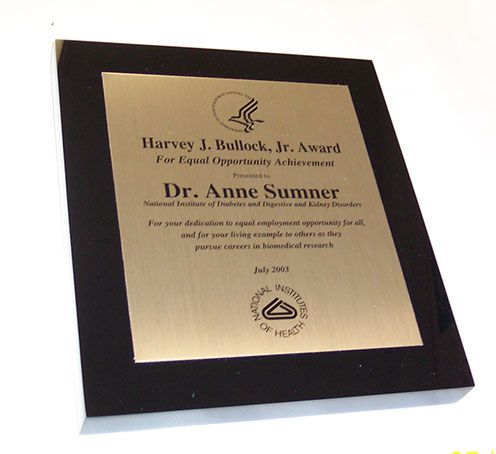 Harvey J. Bullock, Jr. Award
For Equal Opportunity Achievement
Presented to
Dr. Anne Sumner
National Institute of Diabetes and Digestive and Kidney Disorders
For your dedication to equal employment opportunity for all,
and for your living example to others as they
pursue careers in biomedical research
July 2003
NATIONAL INSTITUTES
OF HEALTH